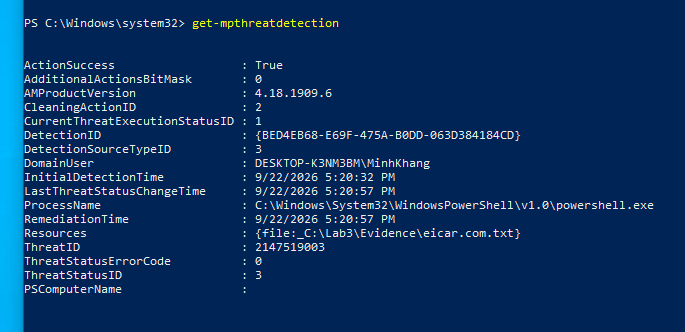 PS C:\Windows\system32> get-mpthreatdetection
ActionSuccess : True
AdditionalActionsBitMask : 0
AMProductVersion : 4.18.1909.6
CleaningActionID : 2
CurrentThreatExecutionStatusID : 1
DetectionID : {BED4EB68-E69F-475A-B0DD-063D384184CD}
DetectionSourceTypeID : 3
DomainUser : DESKTOP-K3NM3BM\MinhKhang
InitialDetectionTime : 9/22/2026 5:20:32 PM
LastThreatStatusChangeTime : 9/22/2026 5:20:57 PM
ProcessName : C:\Windows\System32\WindowsPowerShell\v1.0\powershell.exe
RemediationTime : 9/22/2026 5:20:57 PM
Resources : {file:_C:\Lab3\Evidence\eicar.com.txt}
ThreatID : 2147519003
ThreatStatusErrorCode : 0
ThreatStatusID : 3
PSComputerName :